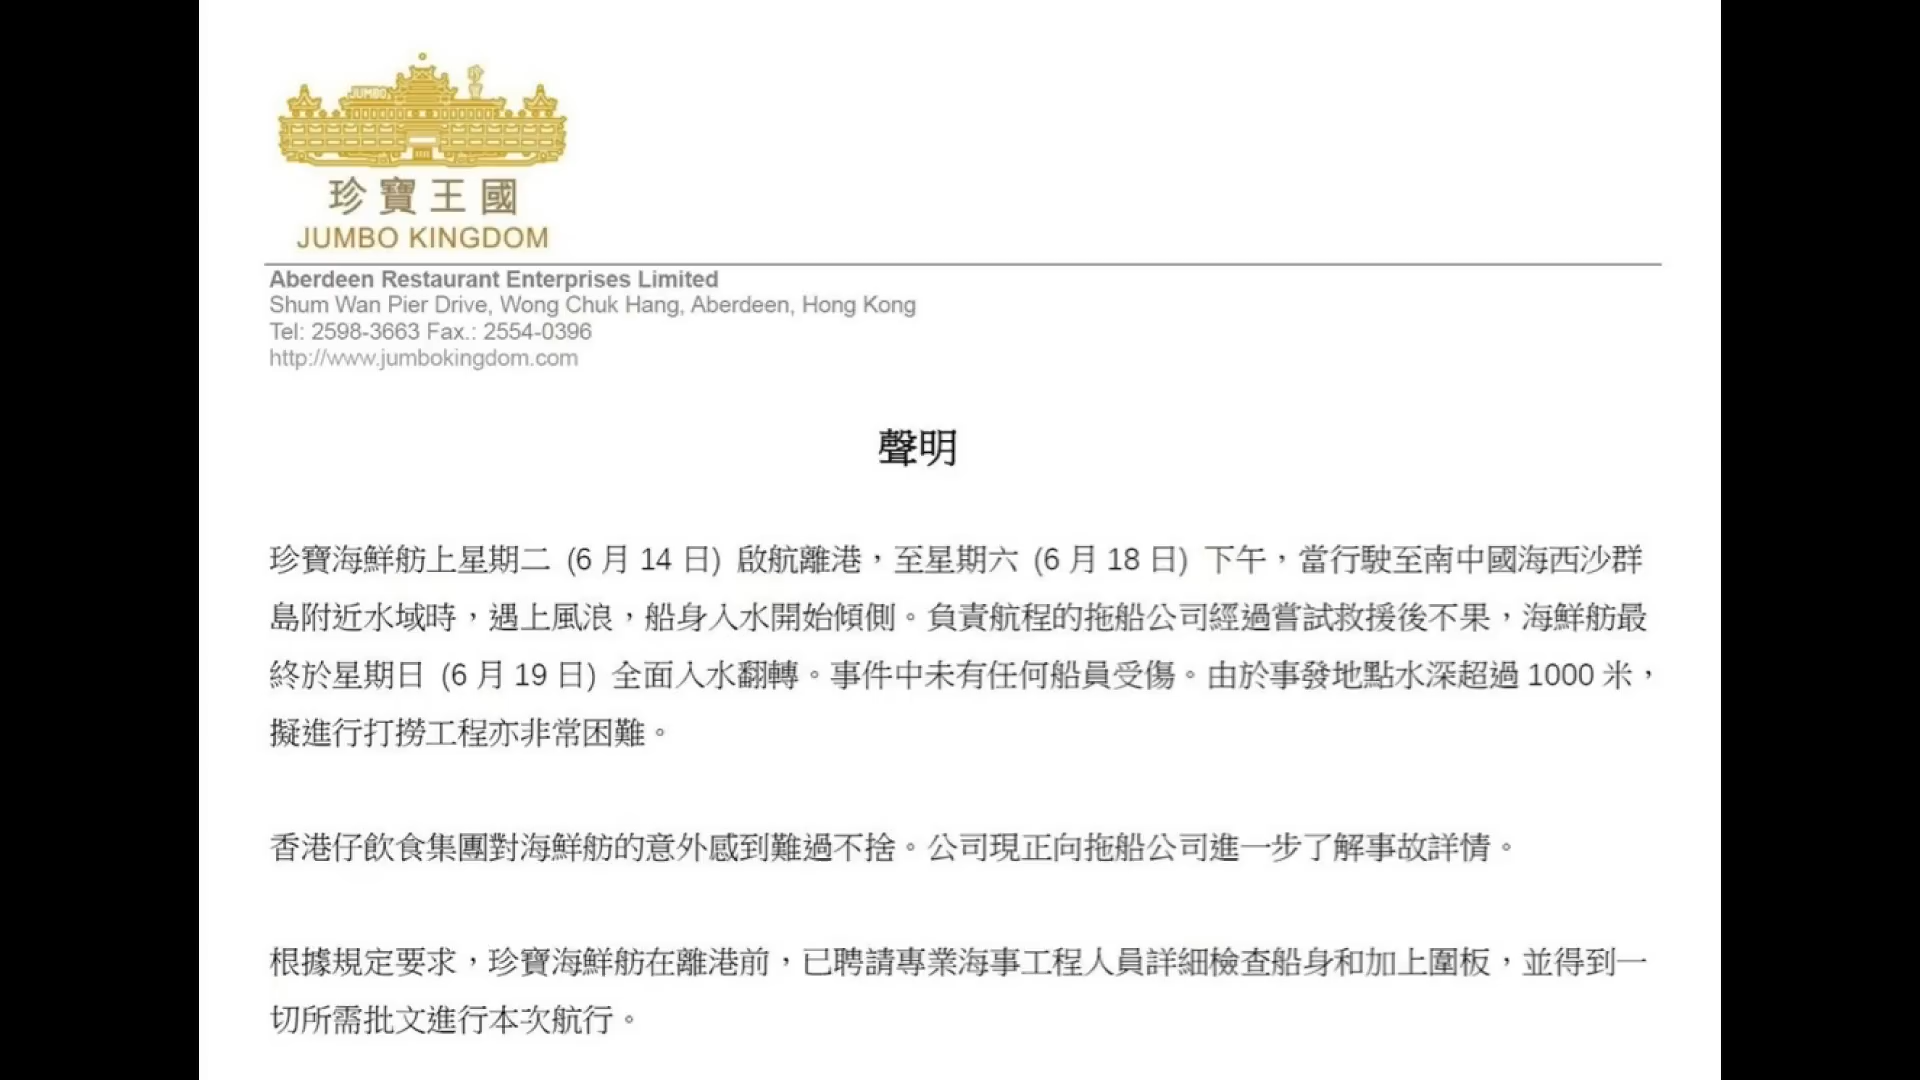 JUMBO
珍寶王國
JUMBO KINGDOM
Aberdeen Restaurant Enterprises Limited
Shum Wan Pier Drive, Wong Chuk Hang, Aberdeen, Hong Kong
Tel: 2598-3663 Fax.: 2554-0396
http://www.jumbokingdom.com
聲明
珍寶海鮮舫上星期二 (6 月 14 日) 啟航離港，至星期六 (6 月 18 日) 下午，當行駛至南中國海西沙群
島附近水域時，遇上風浪，船身入水開始傾側。負責航程的拖船公司經過嘗試救援後不果，海鮮舫最
終於星期日 (6 月 19 日) 全面入水翻轉。事件中未有任何船員受傷。由於事發地點水深超過 1000 米，
擬進行打撈工程亦非常困難。
香港仔飲食集團對海鮮舫的意外感到難過不捨。公司現正向拖船公司進一步了解事故詳情。
根據規定要求，珍寶海鮮舫在離港前，已聘請專業海事工程人員詳細檢查船身和加上圍板，並得到一
切所需批文進行本次航行。